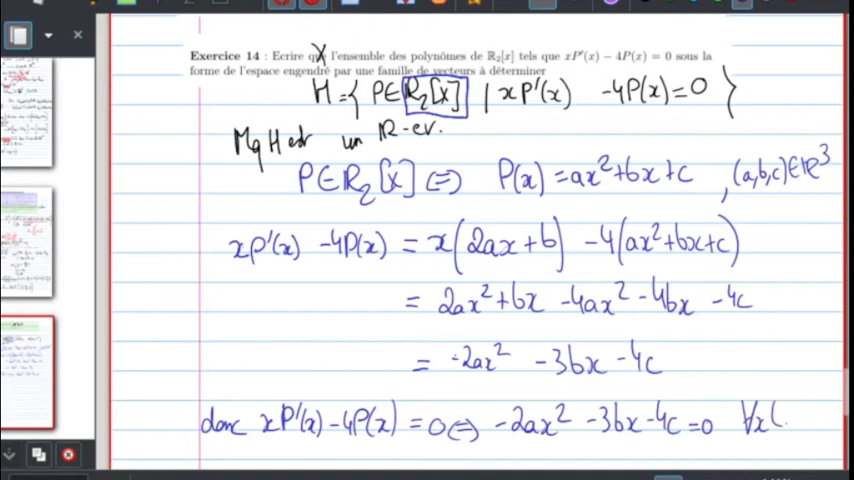 Exercice 14 : Ecrire que l'ensemble des polynômes de ℝ₂[x] tels que xP'(x) − 4P(x) = 0 sous la
forme de l'espace engendré par une famille de vecteurs à déterminer
H = { P∈ℝ₂[X] | xP'(x) -4P(x)=0 }
Mq H est un ℝ-ev.
P∈ℝ₂[X] ⇔ P(x) = ax²+bx+c , (a,b,c)∈ℝ³
xP'(x) -4P(x) = x(2ax+b) -4(ax²+bx+c)
= 2ax²+bx -4ax² -4bx -4c
= -2ax² -3bx -4c
donc xP'(x) -4P(x) = 0 ⇔ -2ax² -3bx -4c = 0 ∀x(